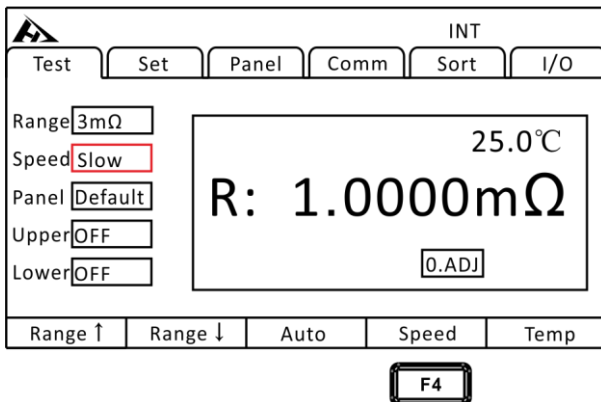 INT
Test Set Panel Comm Sort I/O
Range 3mΩ
Speed Slow
Panel Default
Upper OFF
Lower OFF
25.0℃
R: 1.0000mΩ
0.ADJ
Range ↑ Range ↓ Auto Speed Temp
F4